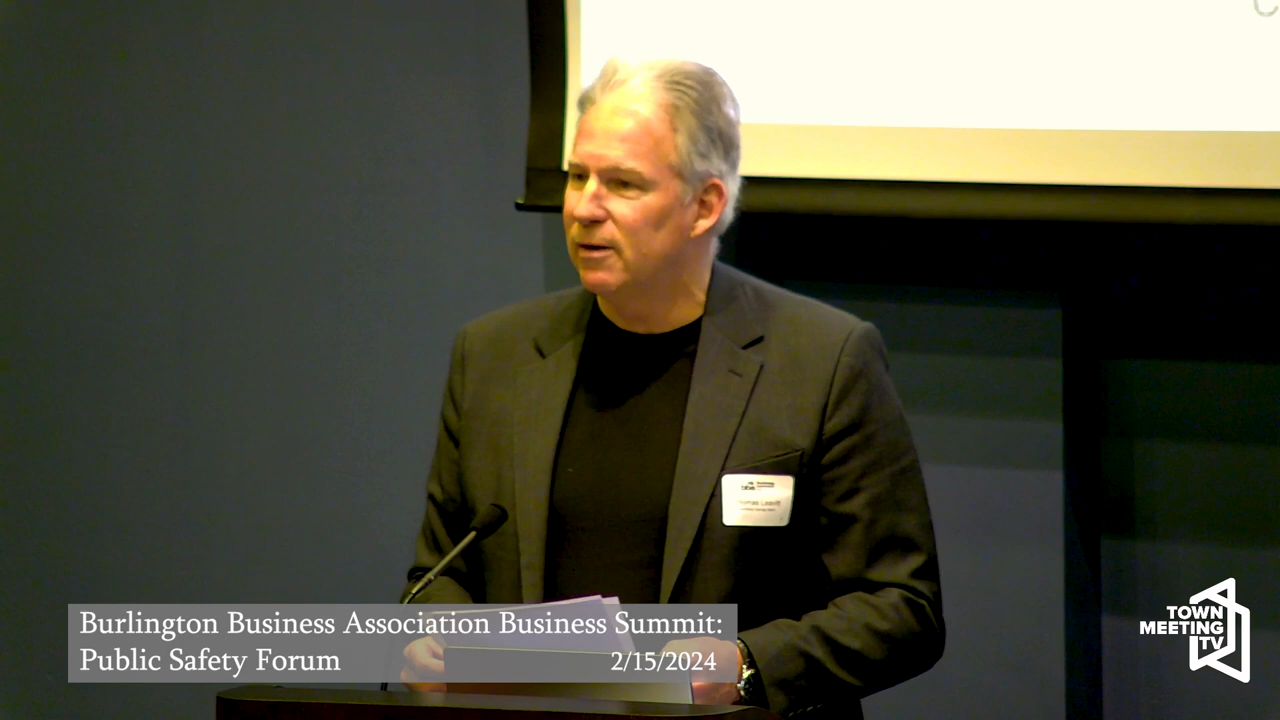 Burlington Business Association Business Summit:
Public Safety Forum 2/15/2024
TOWN
MEETING
TV